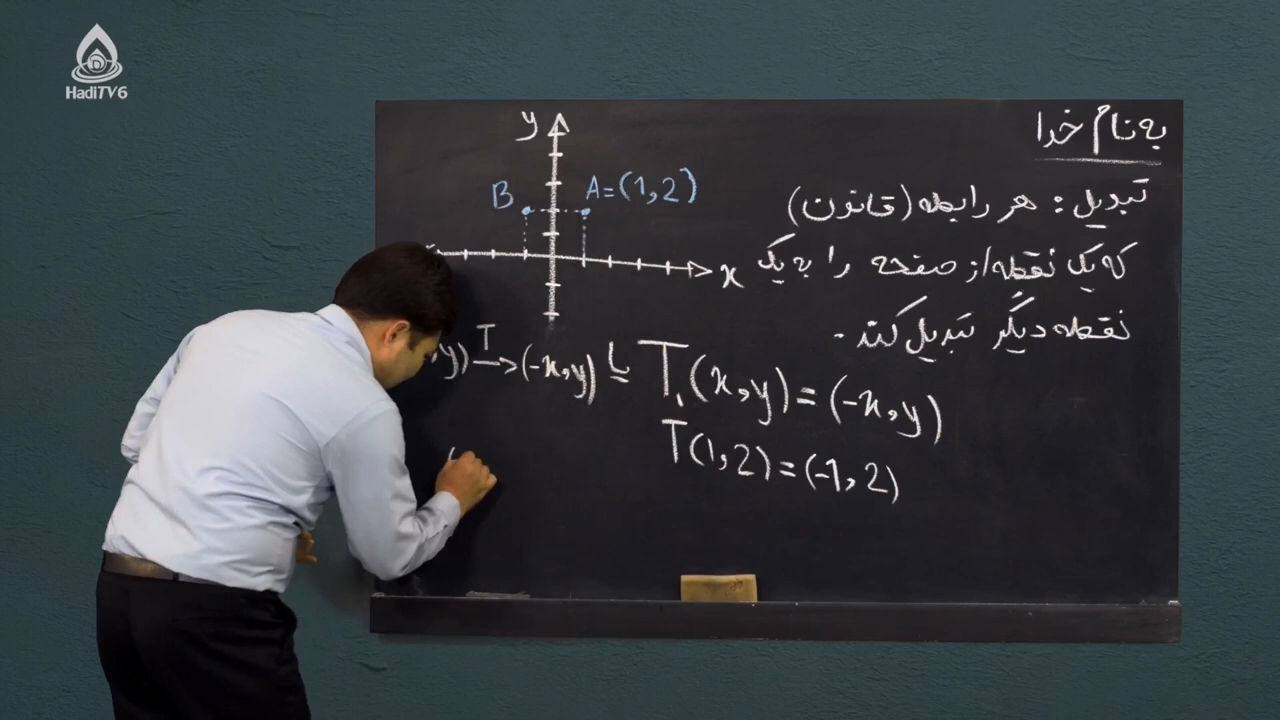 HadiTV6
به نام خدا
تبدیل : هر رابطه (قانون)
که یک نقطه از صفحه را به یک
نقطه دیگر تبدیل کند .
y
B A=(1,2)
x
,y) T→ (-x,y) یا T(x,y)=(-x,y)
T(1,2)=(-1,2)
(